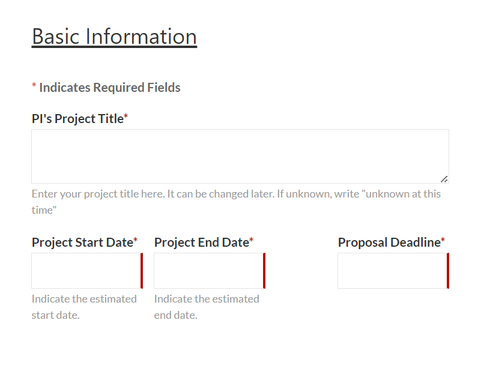 Basic Information
* Indicates Required Fields
PI's Project Title*
Enter your project title here. It can be changed later. If unknown, write "unknown at this
time"
Project Start Date* Project End Date* Proposal Deadline*
Indicate the estimated Indicate the estimated
start date. end date.